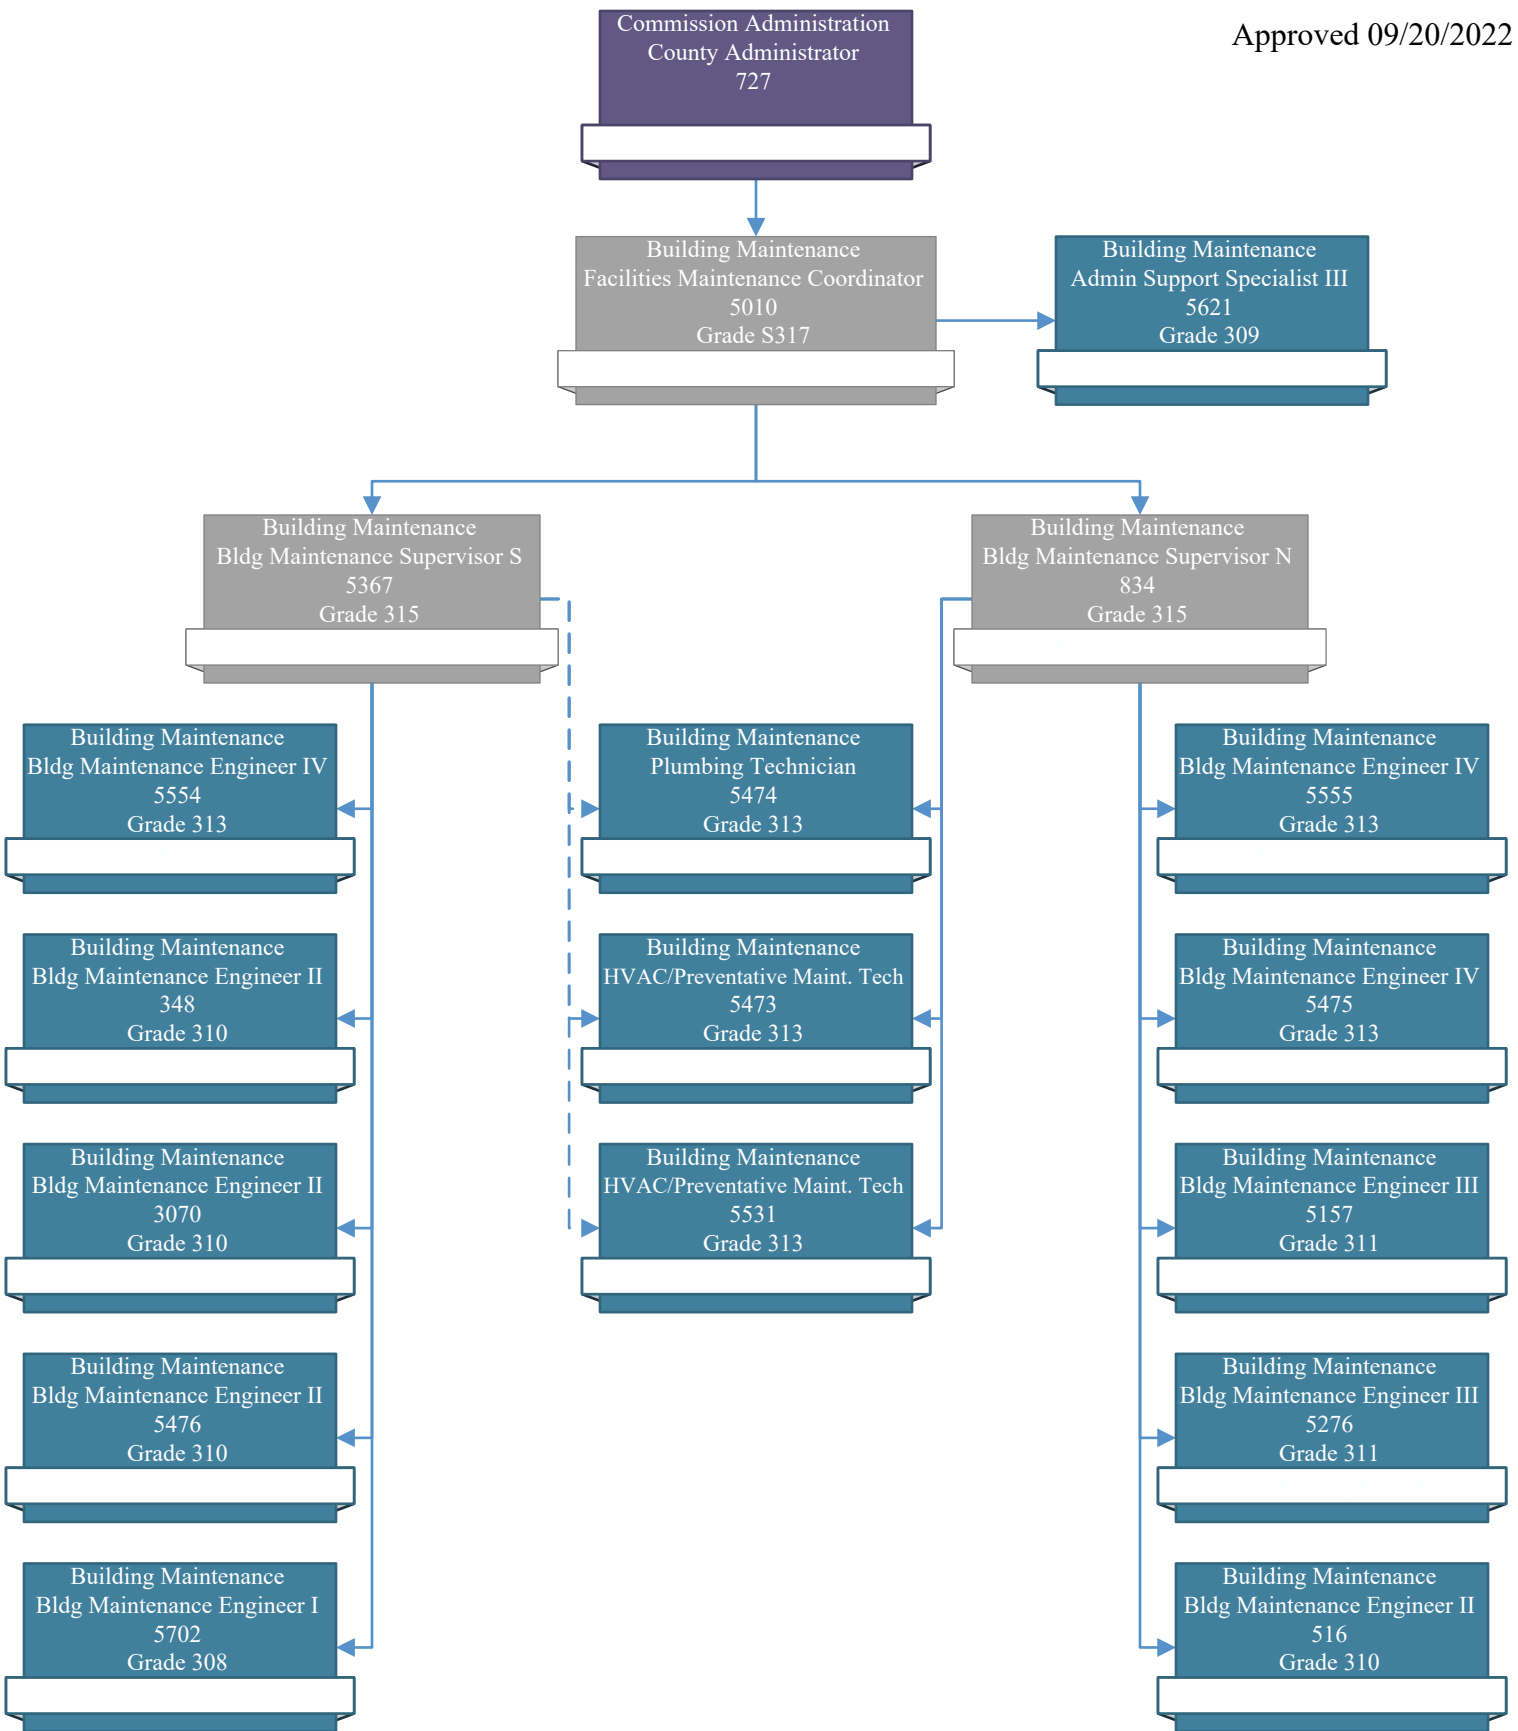 Approved 09/20/2022
Commission Administration
County Administrator
727
Building Maintenance
Facilities Maintenance Coordinator
5010
Grade S317
Building Maintenance
Admin Support Specialist III
5621
Grade 309
Building Maintenance
Bldg Maintenance Supervisor S
5367
Grade 315
Building Maintenance
Bldg Maintenance Supervisor N
834
Grade 315
Building Maintenance
Bldg Maintenance Engineer IV
5554
Grade 313
Building Maintenance
Plumbing Technician
5474
Grade 313
Building Maintenance
Bldg Maintenance Engineer IV
5555
Grade 313
Building Maintenance
Bldg Maintenance Engineer II
348
Grade 310
Building Maintenance
HVAC/Preventative Maint. Tech
5473
Grade 313
Building Maintenance
Bldg Maintenance Engineer IV
5475
Grade 313
Building Maintenance
Bldg Maintenance Engineer II
3070
Grade 310
Building Maintenance
HVAC/Preventative Maint. Tech
5531
Grade 313
Building Maintenance
Bldg Maintenance Engineer III
5157
Grade 311
Building Maintenance
Bldg Maintenance Engineer II
5476
Grade 310
Building Maintenance
Bldg Maintenance Engineer III
5276
Grade 311
Building Maintenance
Bldg Maintenance Engineer I
5702
Grade 308
Building Maintenance
Bldg Maintenance Engineer II
516
Grade 310